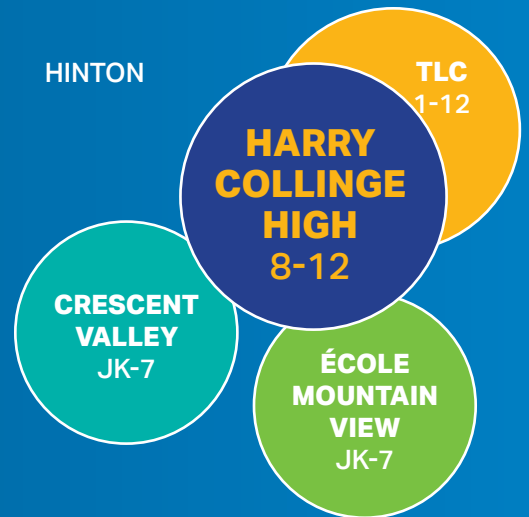 HINTON
TLC
1-12
HARRY
COLLINGE
HIGH
8-12
CRESCENT
VALLEY
JK-7
ÉCOLE
MOUNTAIN
VIEW
JK-7